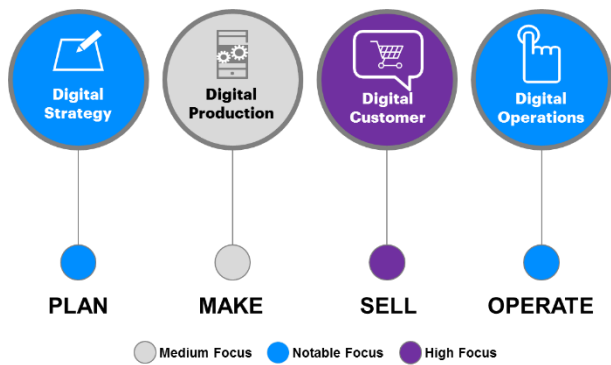 Digital
Strategy
Digital
Production
Digital
Customer
Digital
Operations
PLAN
MAKE
SELL
OPERATE
Medium Focus
Notable Focus
High Focus